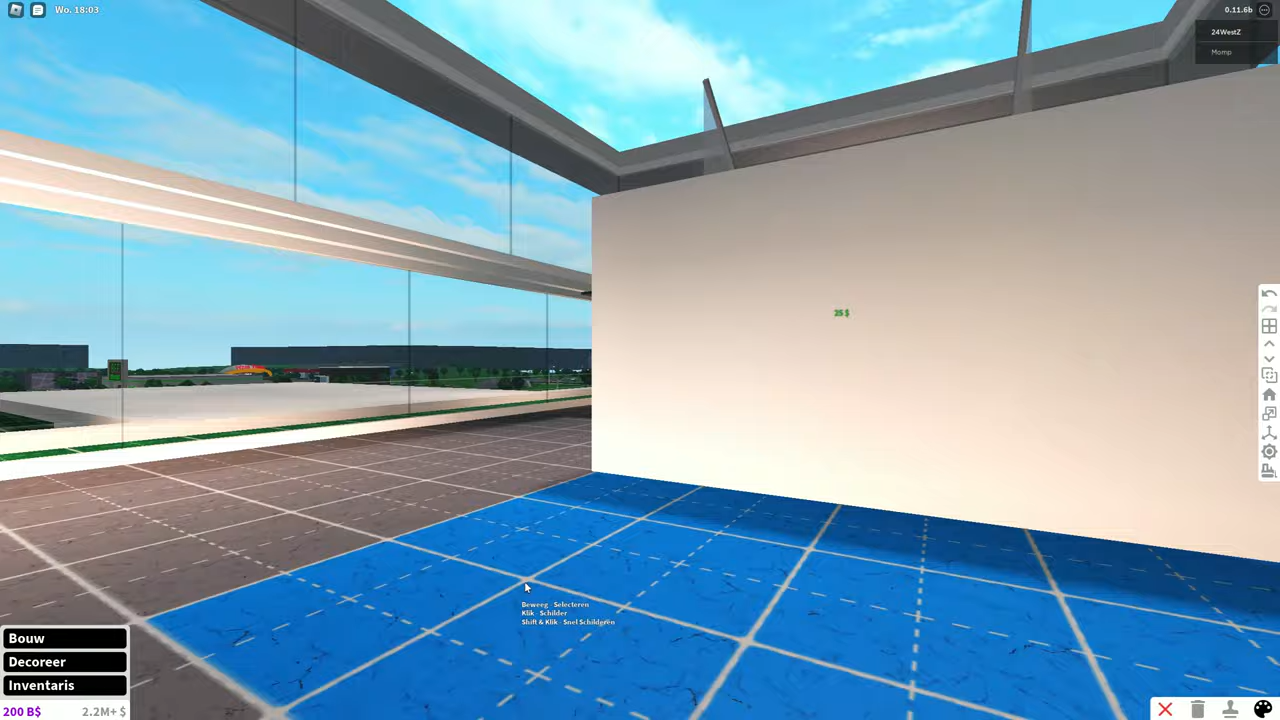 Wo. 18:03
0.11.6b
24WestZ
Momp
25 $
Beweeg - Selecteren
Klik - Schilder
Shift & Klik - Snel Schilderen
Bouw
Decoreer
Inventaris
200 B$
2.2M+ $